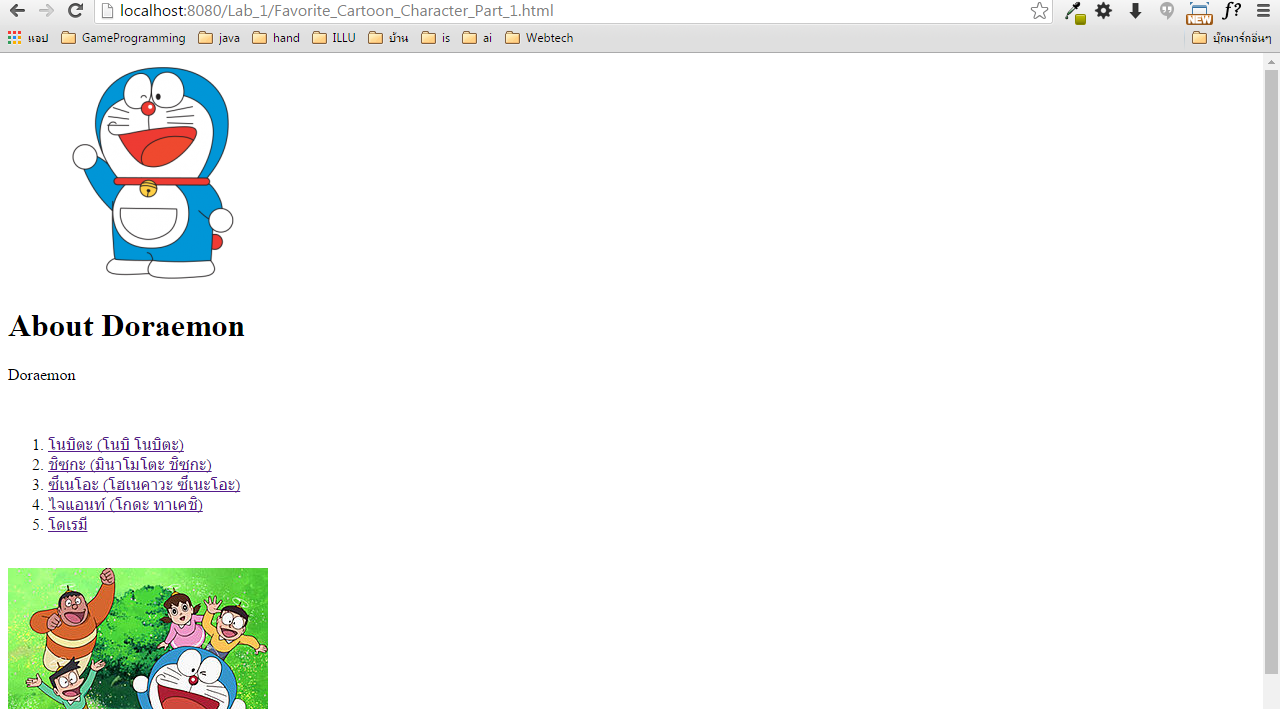 localhost:8080/Lab_1/Favorite_Cartoon_Character_Part_1.html
NEW f?
แอป GameProgramming java hand ILLU บ้าน is ai Webtech บุ๊กมาร์กอื่นๆ
About Doraemon
Doraemon
1. โนบิตะ (โนบิ โนบิตะ)
2. ชิซุกะ (มินาโมโตะ ชิซุกะ)
3. ซึเนโอะ (โฮเนคาวะ ซึเนะโอะ)
4. ไจแอนท์ (โกดะ ทาเคชิ)
5. โดเรมี